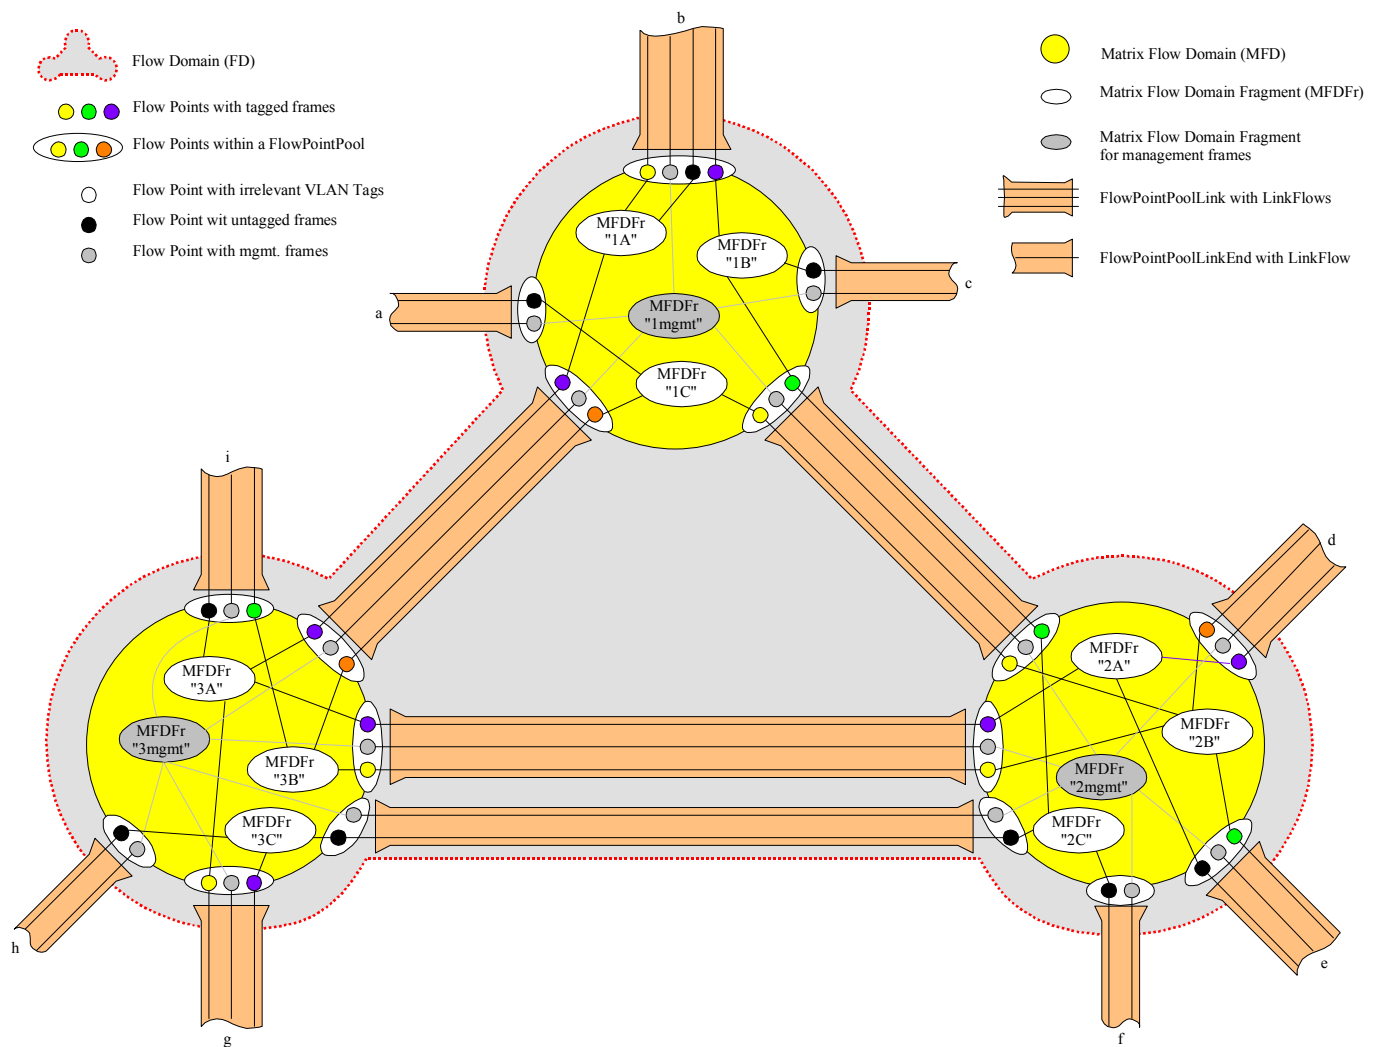 b
Flow Domain (FD)
Flow Points with tagged frames
Flow Points within a FlowPointPool
Flow Point with irrelevant VLAN Tags
Flow Point wit untagged frames
Flow Point with mgmt. frames
Matrix Flow Domain (MFD)
Matrix Flow Domain Fragment (MFDFr)
Matrix Flow Domain Fragment
for management frames
FlowPointPoolLink with LinkFlows
FlowPointPoolLinkEnd with LinkFlow
MFDFr
"1A"
MFDFr
"1B"
c
a
MFDFr
"1mgmt"
MFDFr
"1C"
i
d
MFDFr
"3A"
MFDFr
"2A"
MFDFr
"3mgmt"
MFDFr
"2B"
MFDFr
"3B"
MFDFr
"2mgmt"
MFDFr
"3C"
MFDFr
"2C"
h
e
g
f